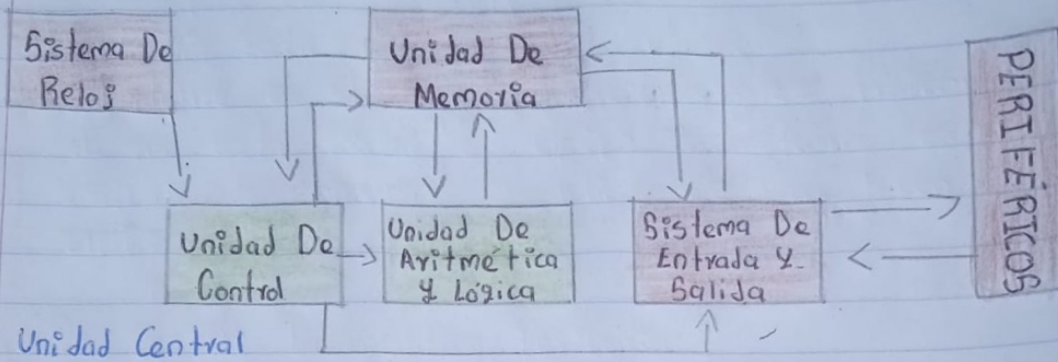 Sistema De
Reloj
Unidad De
Memoria
PERIFÉRICOS
Unidad De
Control
Unidad De
Aritmética
y Lógica
Sistema De
Entrada y
Salida
Unidad Central